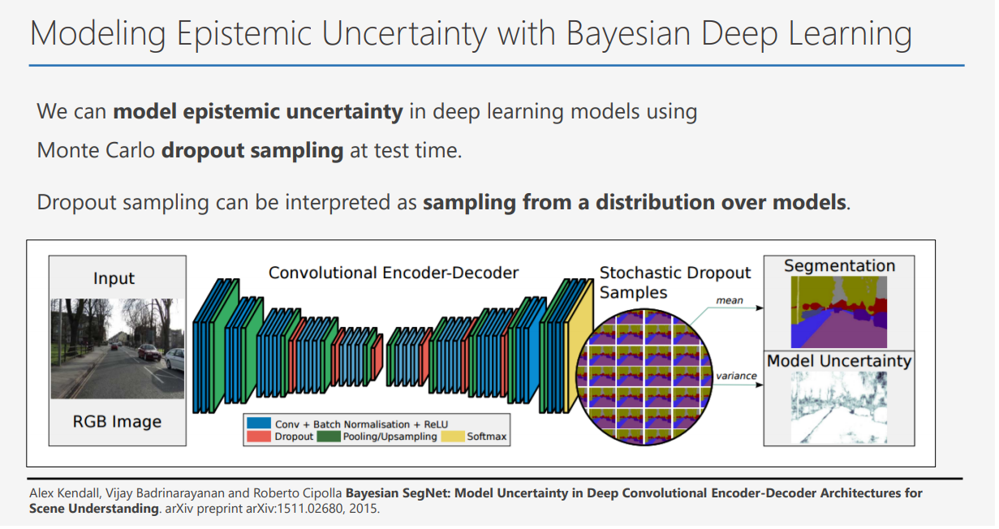 Modeling Epistemic Uncertainty with Bayesian Deep Learning
We can model epistemic uncertainty in deep learning models using
Monte Carlo dropout sampling at test time.
Dropout sampling can be interpreted as sampling from a distribution over models.
Input
RGB Image
Convolutional Encoder-Decoder
Conv + Batch Normalisation + ReLU
Dropout Pooling/Upsampling Softmax
Stochastic Dropout
Samples
mean
variance
Segmentation
Model Uncertainty
Alex Kendall, Vijay Badrinarayanan and Roberto Cipolla Bayesian SegNet: Model Uncertainty in Deep Convolutional Encoder-Decoder Architectures for
Scene Understanding. arXiv preprint arXiv:1511.02680, 2015.